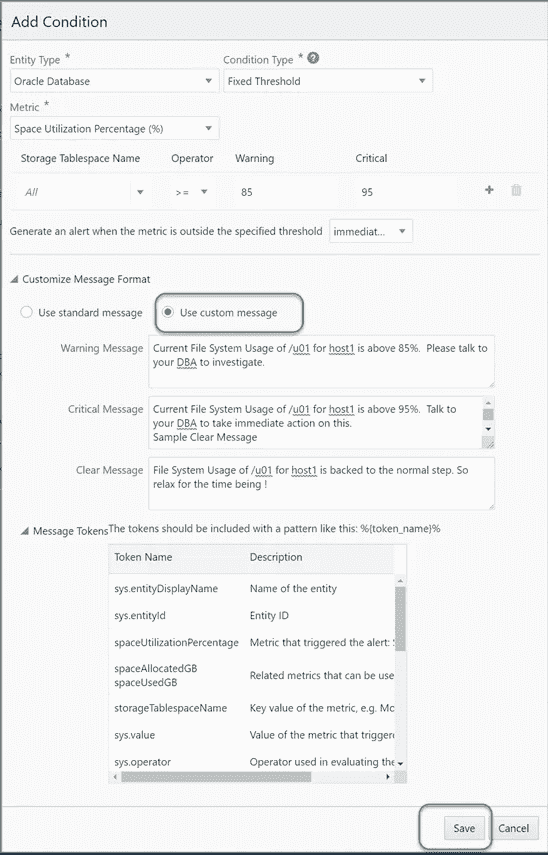 Add Condition
Entity Type * Condition Type *
Oracle Database Fixed Threshold
Metric *
Space Utilization Percentage (%)
Storage Tablespace Name Operator Warning Critical
All >= 85 95
Generate an alert when the metric is outside the specified threshold immediat...
Customize Message Format
Use standard message Use custom message
Warning Message Current File System Usage of /u01 for host1 is above 85%. Please talk to
your DBA to investigate.
Critical Message Current File System Usage of /u01 for host1 is above 95%. Talk to
your DBA to take immediate action on this.
Sample Clear Message
Clear Message File System Usage of /u01 for host1 is backed to the normal step. So
relax for the time being !
Message Tokens The tokens should be included with a pattern like this: %{token_name}%
Token Name Description
sys.entityDisplayName Name of the entity
sys.entityId Entity ID
spaceUtilizationPercentage Metric that triggered the alert:
spaceAllocatedGB
spaceUsedGB Related metrics that can be use
storageTablespaceName Key value of the metric, e.g. Mo
sys.value Value of the metric that trigger
sys.operator Operator used in evaluating the
Save Cancel